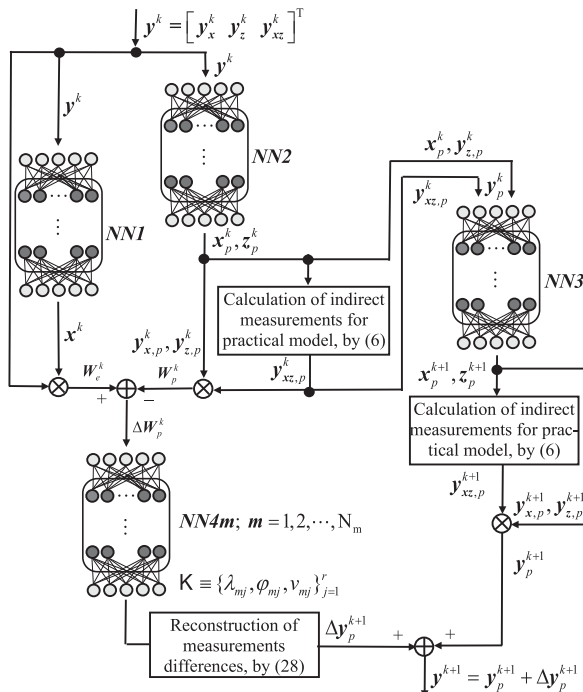 y^k = [ y_x^k y_z^k y_xz^k ]^T
y^k
y^k
NN2
NN1
x_p^k, y_z,p^k
y_xz,p^k
y_p^k
NN3
x_p^k, z_p^k
x^k
Calculation of indirect
measurements for
practical model, by (6)
y_x,p^k, y_z,p^k
y_xz,p^k
x_p^k+1, z_p^k+1
W_e^k
W_p^k
+
−
ΔW_p^k
Calculation of indirect
measurements for prac-
tical model, by (6)
y_xz,p^k+1
y_x,p^k+1, y_z,p^k+1
NN4m; m = 1,2,⋯,N_m
y_p^k+1
K ≡ {λ_mj, φ_mj, v_mj}_j=1^r
Reconstruction of
measurements
differences, by (28)
Δy_p^k+1
+
+
y^k+1 = y_p^k+1 + Δy_p^k+1